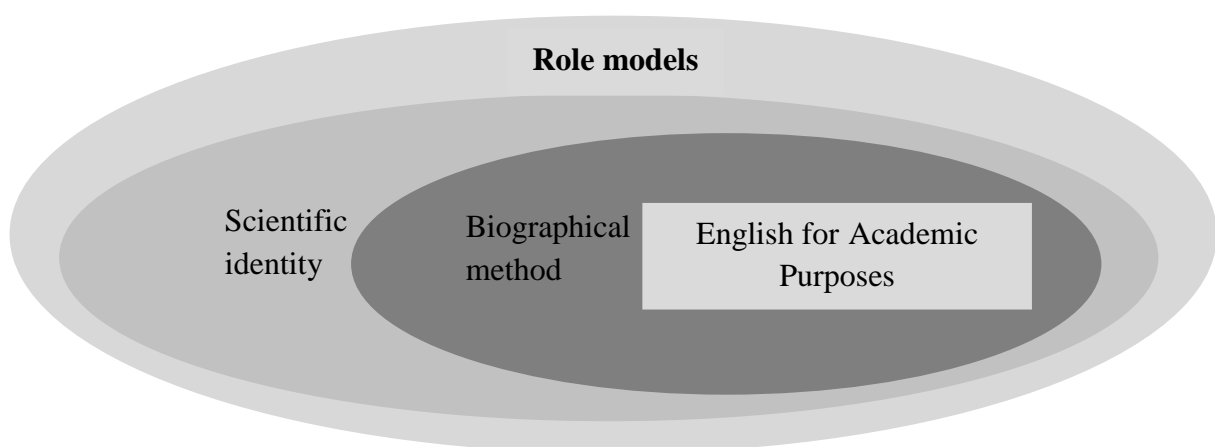 Role models
Scientific
identity
Biographical
method
English for Academic
Purposes